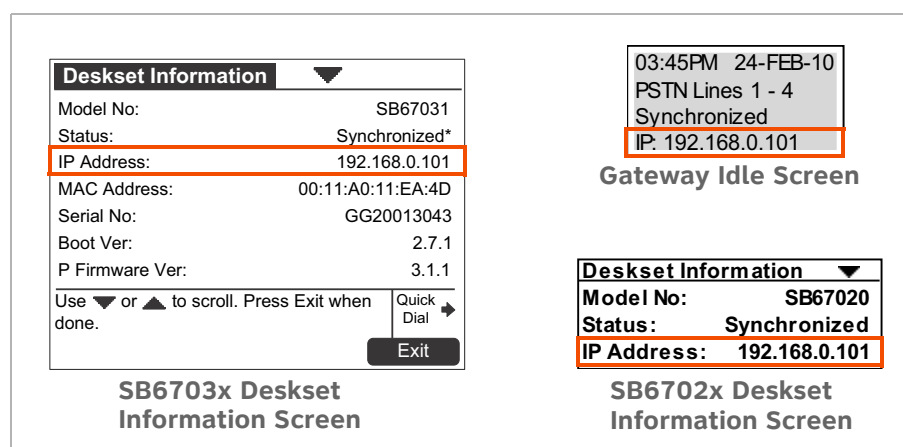 Deskset Information
Model No: SB67031
Status: Synchronized*
IP Address: 192.168.0.101
MAC Address: 00:11:A0:11:EA:4D
Serial No: GG20013043
Boot Ver: 2.7.1
P Firmware Ver: 3.1.1
Use ▼ or ▲ to scroll. Press Exit when
done.
Quick
Dial
Exit
SB6703x Deskset
Information Screen
03:45PM 24-FEB-10
PSTN Lines 1 - 4
Synchronized
IP: 192.168.0.101
Gateway Idle Screen
Deskset Information
Model No: SB67020
Status: Synchronized
IP Address: 192.168.0.101
SB6702x Deskset
Information Screen